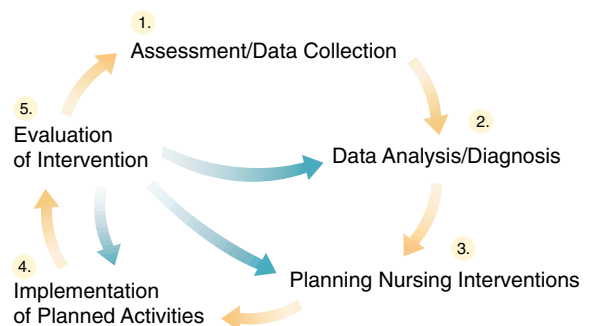 1.
Assessment/Data Collection
2.
Data Analysis/Diagnosis
3.
Planning Nursing Interventions
4.
Implementation
of Planned Activities
5.
Evaluation
of Intervention